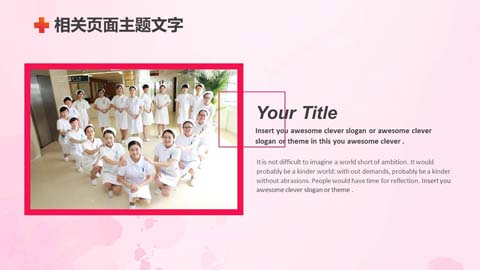 相关页面主题文字
Your Title
Insert you awesome clever slogan or awesome clever
slogan or theme in this you awesome clever .
It is not difficult to imagine a world short of ambition. It would
probably be a kinder world: with out demands, probably be a kinder
without abrasions. People would have time for reflection. Insert you
awesome clever slogan or theme .